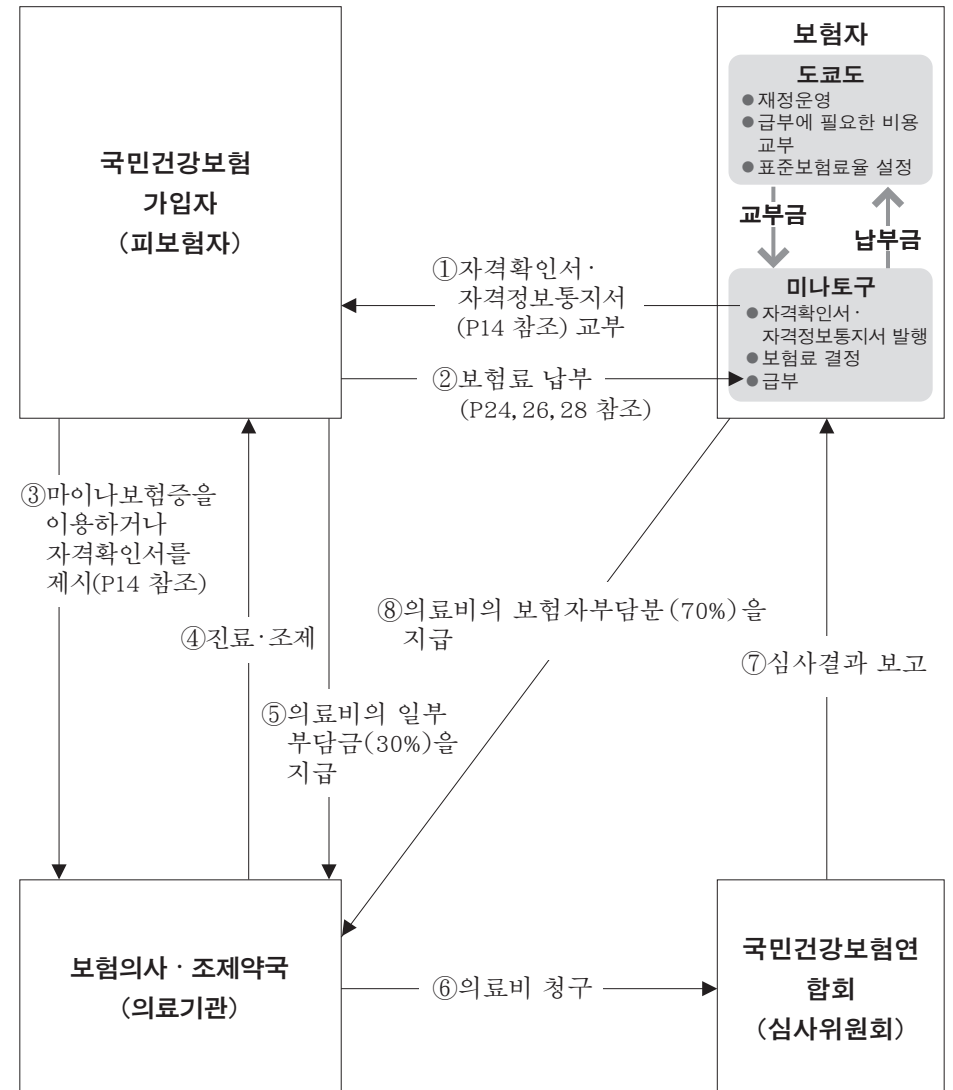 국민건강보험
가입자
(피보험자)
보험자
도쿄도
●재정운영
●급부에 필요한 비용
교부
●표준보험료율 설정
교부금
납부금
미나토구
●자격확인서·
자격정보통지서 발행
●보험료 결정
●급부
①자격확인서·
자격정보통지서
(P14 참조) 교부
②보험료 납부
(P24, 26, 28 참조)
③마이나보험증을
이용하거나
자격확인서를
제시(P14 참조)
④진료·조제
⑤의료비의 일부
부담금(30%)을
지급
⑧의료비의 보험자부담분(70%)을
지급
⑦심사결과 보고
보험의사·조제약국
(의료기관)
⑥의료비 청구
국민건강보험연
합회
(심사위원회)